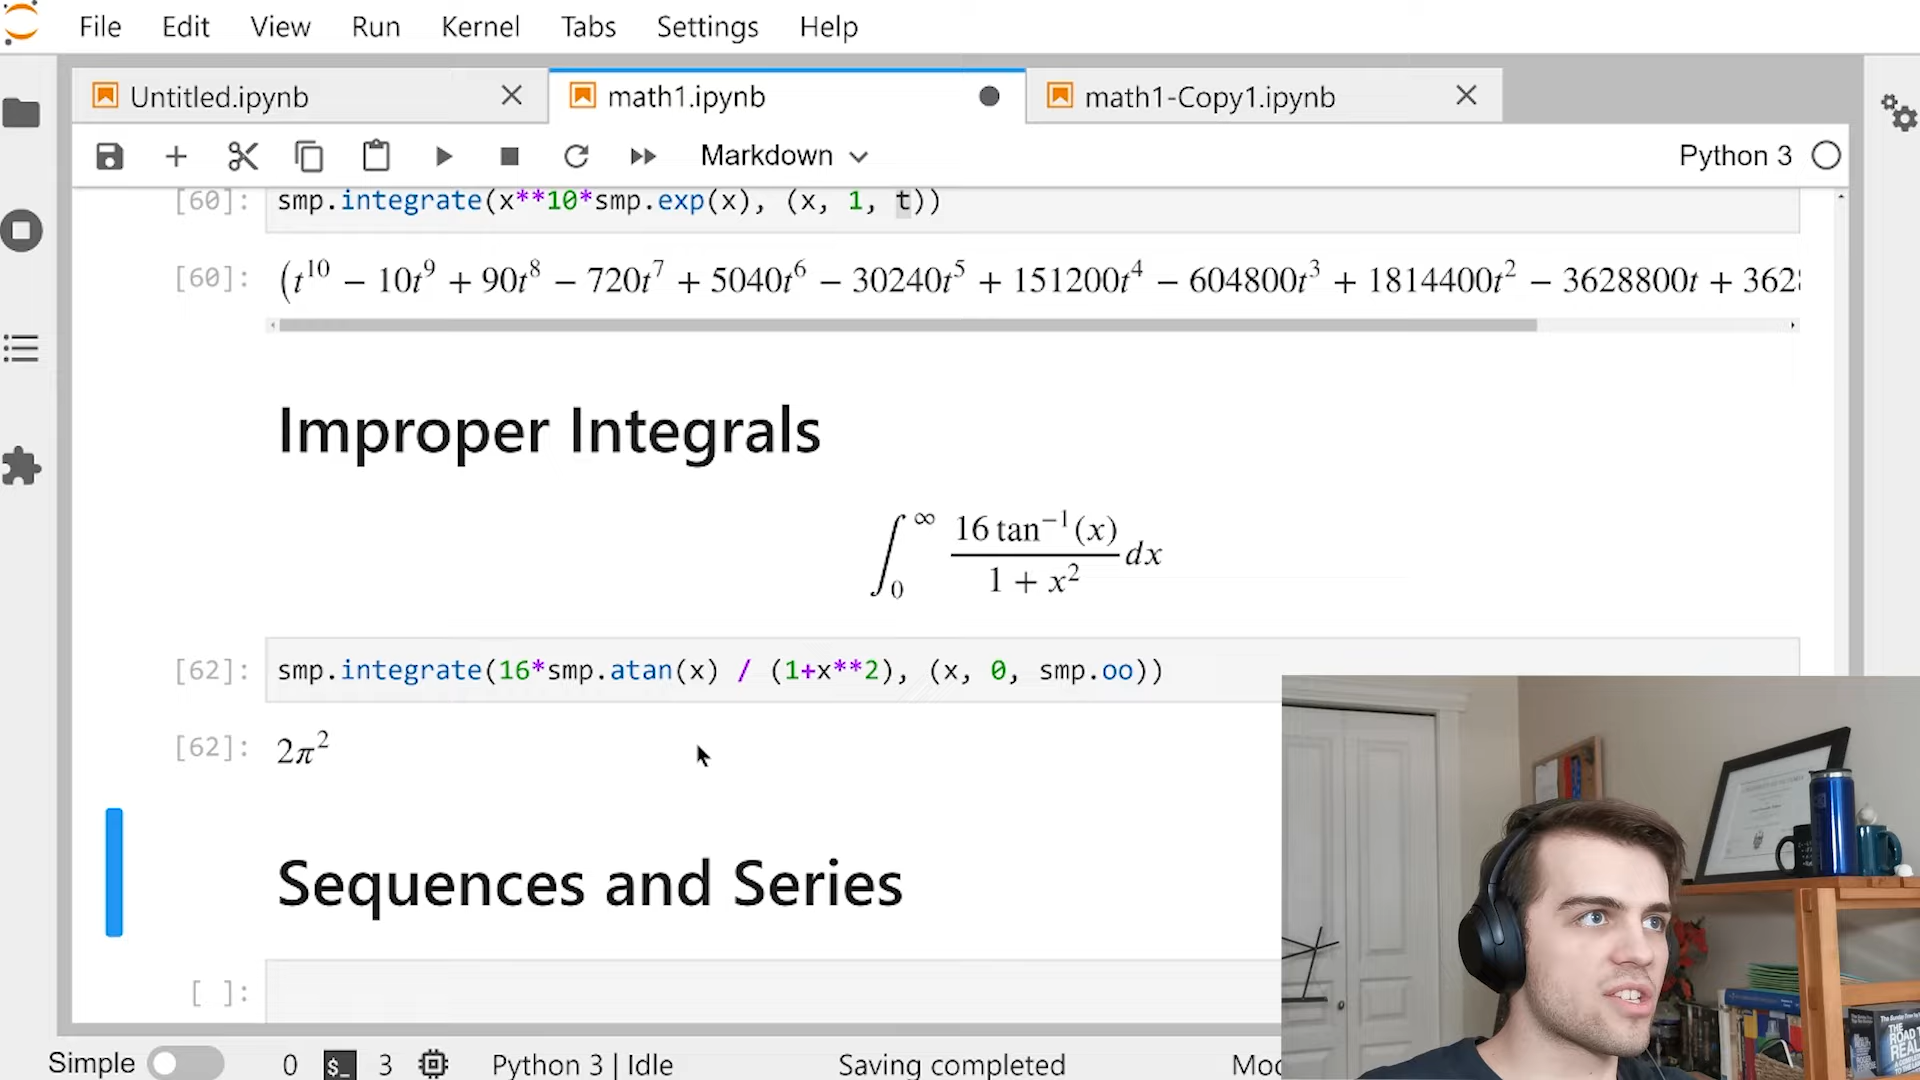 File Edit View Run Kernel Tabs Settings Help
Untitled.ipynb math1.ipynb math1-Copy1.ipynb
Markdown Python 3
[60]: smp.integrate(x**10*smp.exp(x), (x, 1, t))
[60]: (t^10 − 10t^9 + 90t^8 − 720t^7 + 5040t^6 − 30240t^5 + 151200t^4 − 604800t^3 + 1814400t^2 − 3628800t + 362
Improper Integrals
∫_0^∞ 16 tan^−1(x) / 1 + x^2 dx
[62]: smp.integrate(16*smp.atan(x) / (1+x**2), (x, 0, smp.oo))
[62]: 2π^2
Sequences and Series
[ ]:
Simple 0 $_ 3 Python 3 | Idle Saving completed
THE ROAD TO